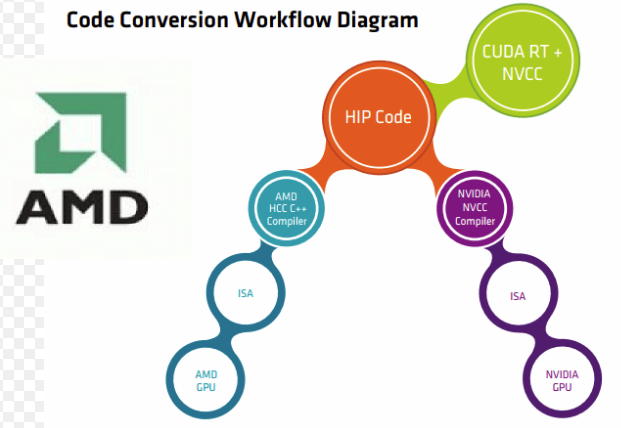 Code Conversion Workflow Diagram
CUDA RT +
NVCC
HIP Code
AMD
AMD
HCC C++
Compiler
NVIDIA
NVCC
Compiler
ISA
ISA
AMD
GPU
NVIDIA
GPU